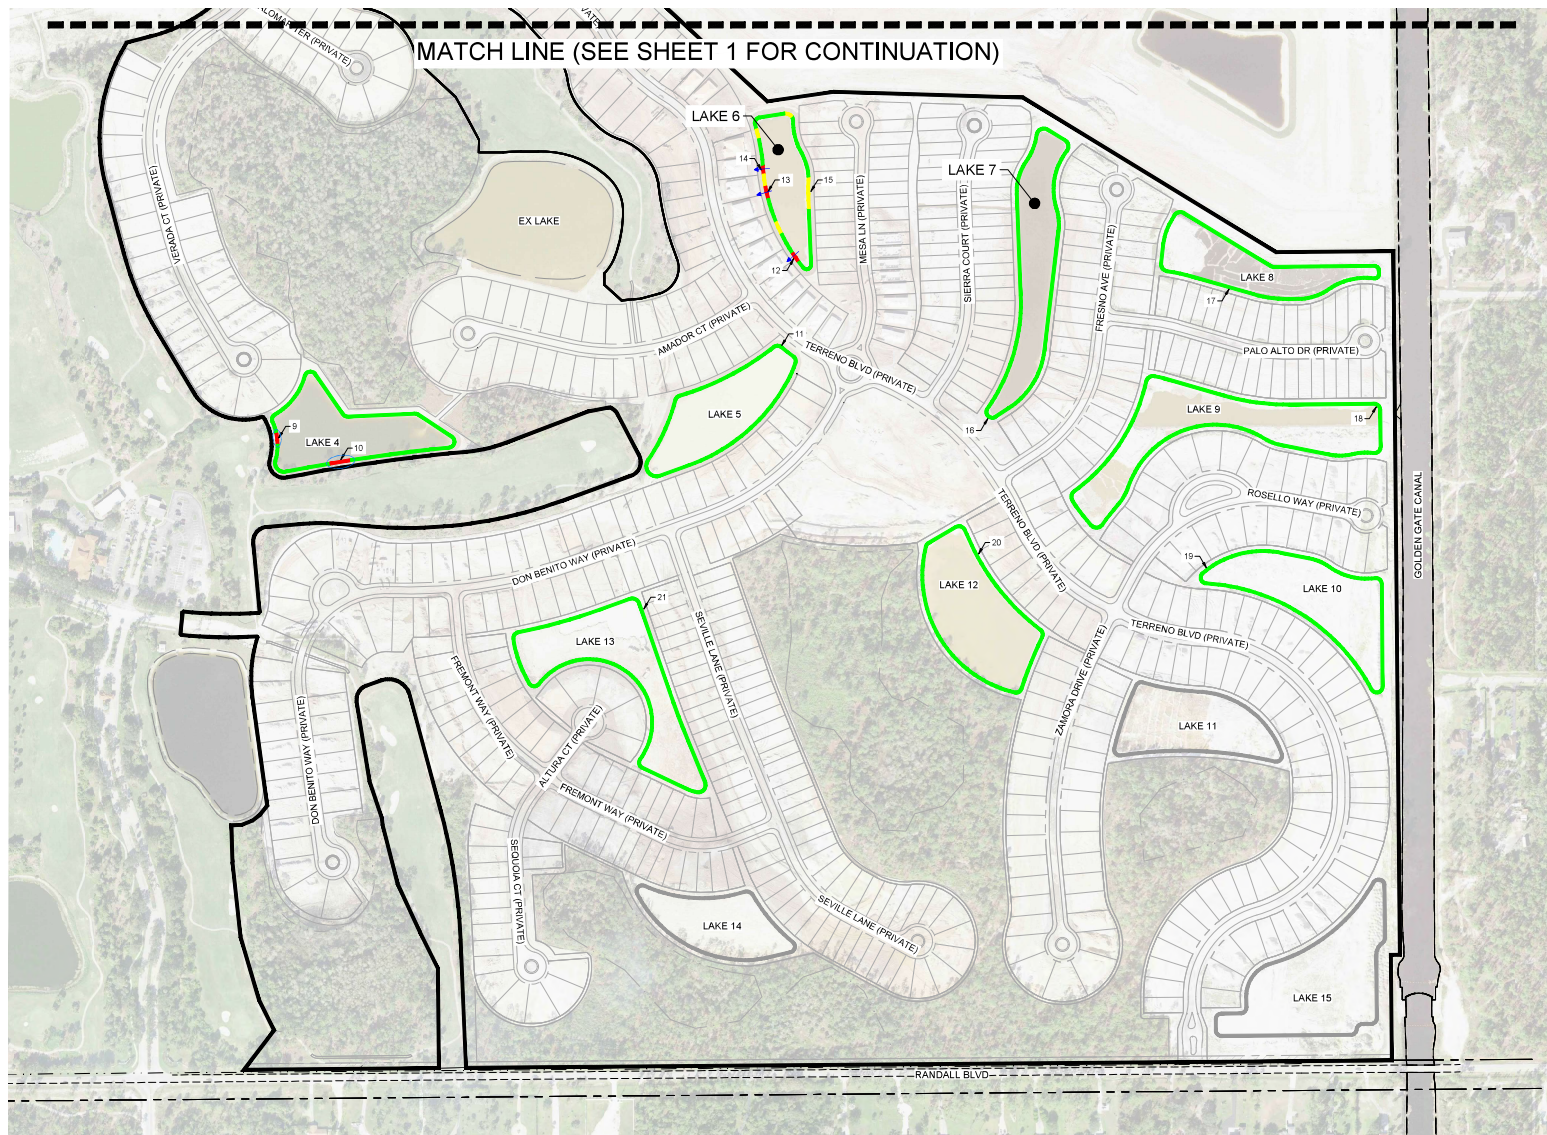 MATCH LINE (SEE SHEET 1 FOR CONTINUATION)
LAKE 6
LAKE 7
14
13
15
12
EX LAKE
VERADA CT (PRIVATE)
MESA LN (PRIVATE)
SIERRA COURT (PRIVATE)
FRESNO AVE (PRIVATE)
LAKE 8
17
AMADOR CT (PRIVATE)
11
TERRENO BLVD (PRIVATE)
PALO ALTO DR (PRIVATE)
LAKE 5
LAKE 9
18
16
9
LAKE 4
10
GOLDEN GATE CANAL
ROSELLO WAY (PRIVATE)
TERRENO BLVD (PRIVATE)
20
19
DON BENITO WAY (PRIVATE)
LAKE 12
LAKE 10
21
LAKE 13
SEVILLE LANE (PRIVATE)
TERRENO BLVD (PRIVATE)
FREMONT WAY (PRIVATE)
ZAMORA DRIVE (PRIVATE)
LAKE 11
DON BENITO WAY (PRIVATE)
ALTURA CT (PRIVATE)
FREMONT WAY (PRIVATE)
SEQUOIA CT (PRIVATE)
LAKE 14
SEVILLE LANE (PRIVATE)
LAKE 15
RANDALL BLVD